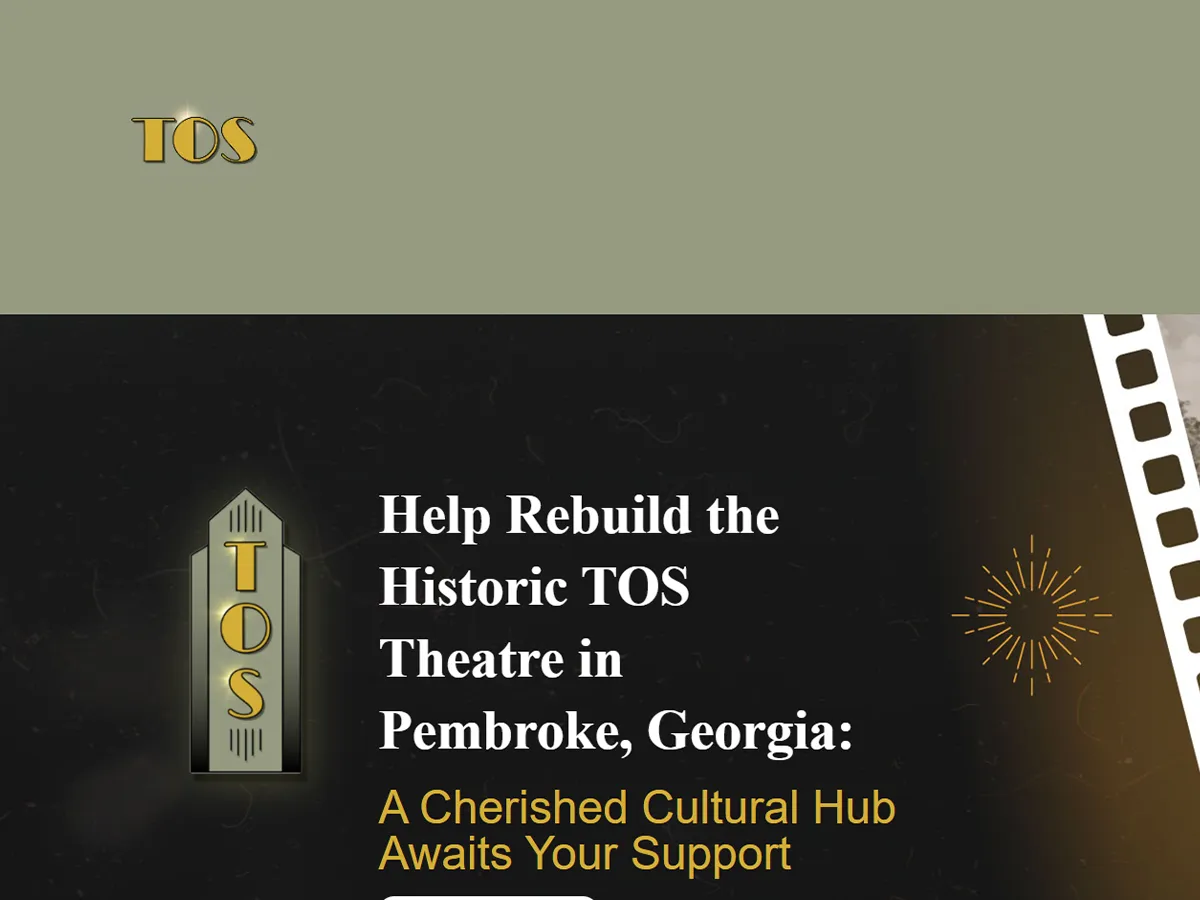 TOS
TOS
Help Rebuild the
Historic TOS
Theatre in
Pembroke, Georgia:
A Cherished Cultural Hub
Awaits Your Support